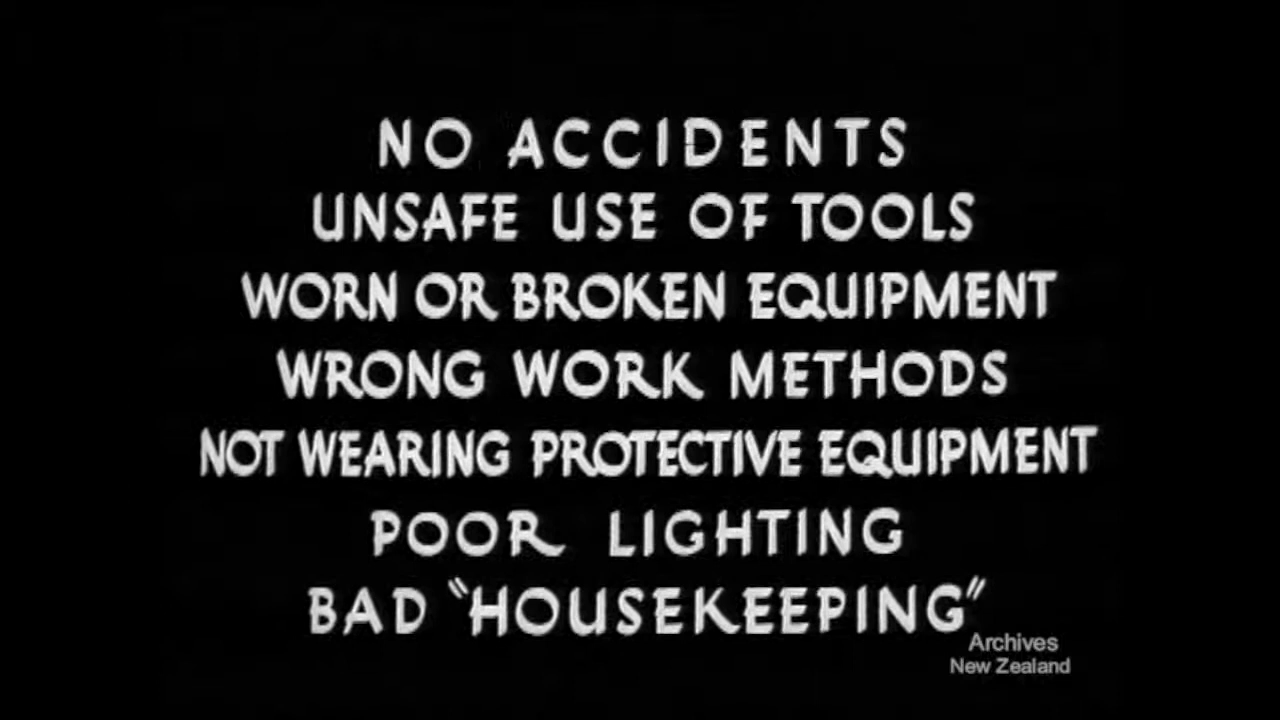 NO ACCIDENTS
UNSAFE USE OF TOOLS
WORN OR BROKEN EQUIPMENT
WRONG WORK METHODS
NOT WEARING PROTECTIVE EQUIPMENT
POOR LIGHTING
BAD "HOUSEKEEPING"
Archives
New Zealand